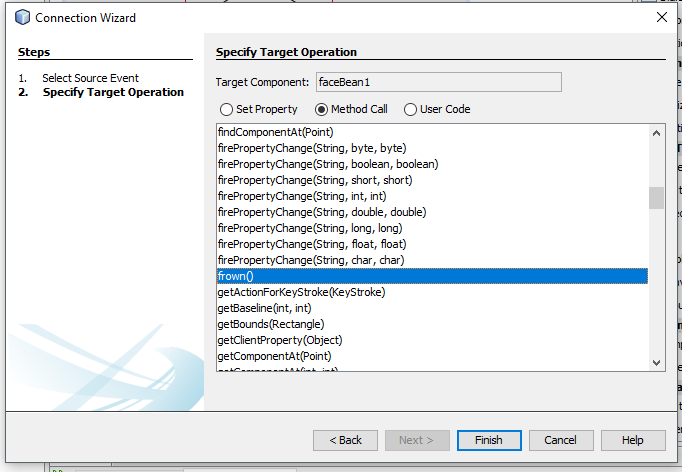 Connection Wizard
Steps
1. Select Source Event
2. Specify Target Operation
Specify Target Operation
Target Component: faceBean1
Set Property Method Call User Code
findComponentAt(Point)
firePropertyChange(String, byte, byte)
firePropertyChange(String, boolean, boolean)
firePropertyChange(String, short, short)
firePropertyChange(String, int, int)
firePropertyChange(String, double, double)
firePropertyChange(String, long, long)
firePropertyChange(String, float, float)
firePropertyChange(String, char, char)
frown()
getActionForKeyStroke(KeyStroke)
getBaseline(int, int)
getBounds(Rectangle)
getClientProperty(Object)
getComponentAt(Point)
getComponentAt(int, int)
< Back Next > Finish Cancel Help